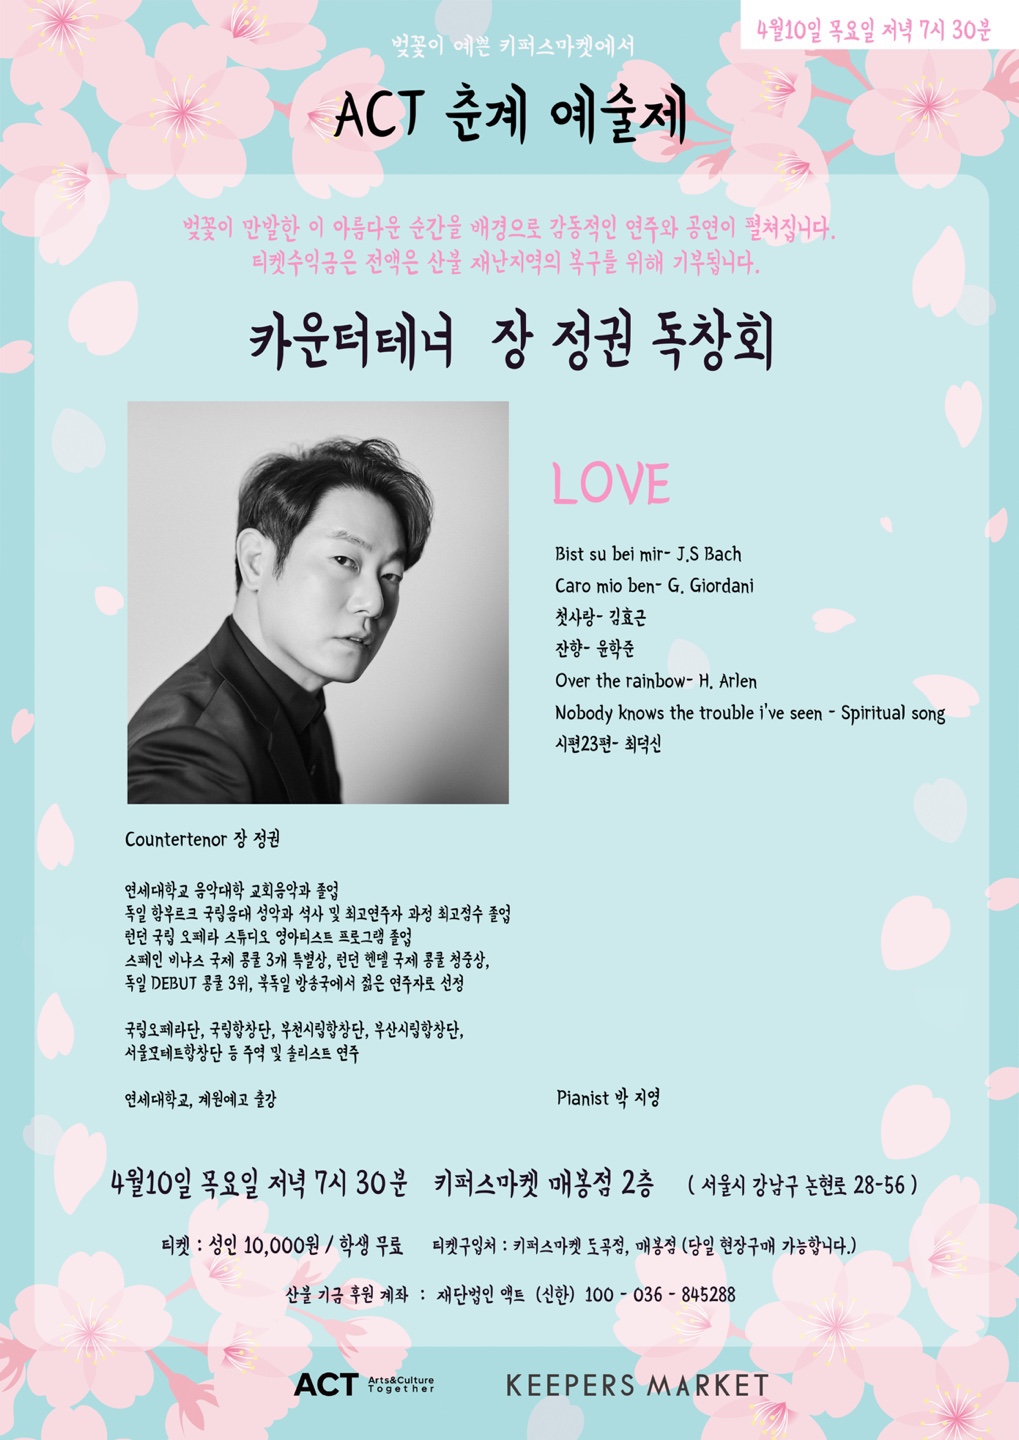 4월10일 목요일 저녁 7시 30분
벚꽃이 예쁜 키퍼스마켓에서
ACT 춘계 예술제
벚꽃이 만발한 이 아름다운 순간을 배경으로 감동적인 연주와 공연이 펼쳐집니다.
티켓수익금은 전액은 산불 재난지역의 복구를 위해 기부됩니다.
카운터테너 장 정권 독창회
LOVE
Bist su bei mir- J.S Bach
Caro mio ben- G. Giordani
첫사랑- 김효근
잔향- 윤학준
Over the rainbow- H. Arlen
Nobody knows the trouble i've seen - Spiritual song
시편23편- 최덕신
Countertenor 장 정권
연세대학교 음악대학 교회음악과 졸업
독일 함부르크 국립음대 성악과 석사 및 최고연주자 과정 최고점수 졸업
런던 국립 오페라 스튜디오 영아티스트 프로그램 졸업
스페인 비냐스 국제 콩쿨 3개 특별상, 런던 헨델 국제 콩쿨 청중상,
독일 DEBUT 콩쿨 3위, 북독일 방송국에서 젊은 연주자로 선정
국립오페라단, 국립합창단, 부천시립합창단, 부산시립합창단,
서울모테트합창단 등 주역 및 솔리스트 연주
연세대학교, 계원예고 출강
Pianist 박 지영
4월10일 목요일 저녁 7시 30분 키퍼스마켓 매봉점 2층 ( 서울시 강남구 논현로 28-56 )
티켓 : 성인 10,000원 / 학생 무료 티켓구입처 : 키퍼스마켓 도곡점, 매봉점 (당일 현장구매 가능합니다.)
산불 기금 후원 계좌 : 재단법인 액트 (신한) 100 - 036 - 845288
ACT Arts&Culture Together
KEEPERS MARKET